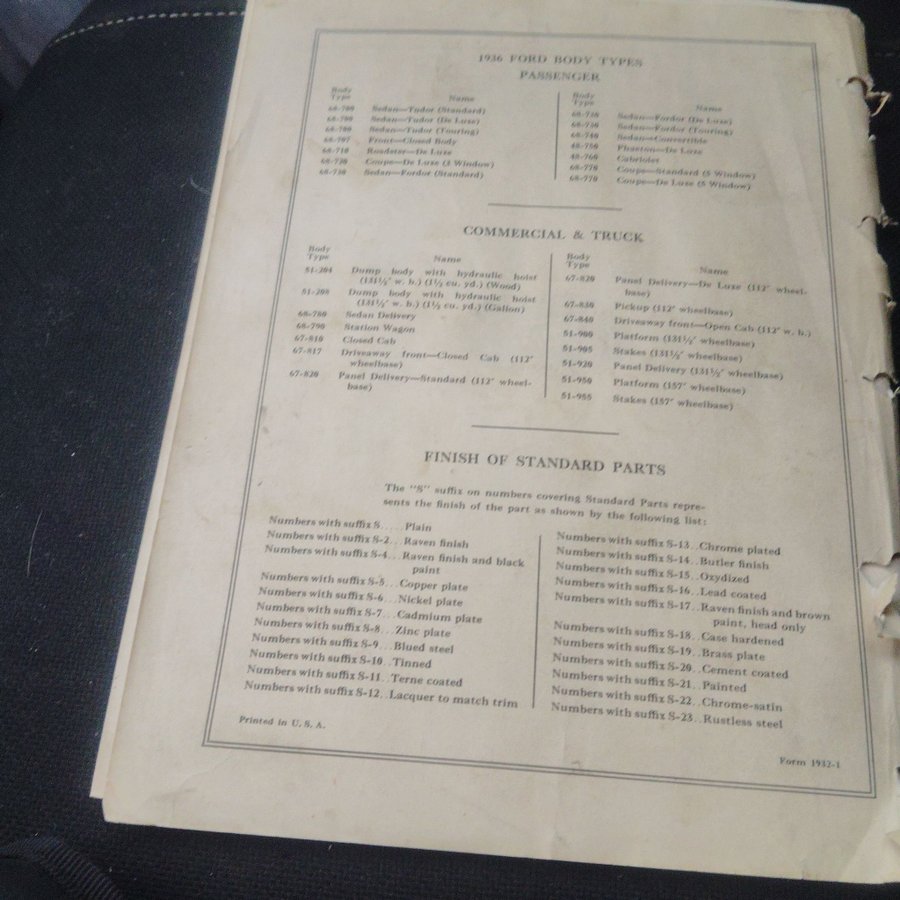 1936 FORD BODY TYPES
PASSENGER
Body
Type
Name
68-700 Sedan—Tudor (Standard)
68-700 Sedan—Tudor (De Luxe)
68-700 Sedan—Tudor (Touring)
68-707 Front—Closed Body
68-710 Roadster—De Luxe
68-720 Coupe—De Luxe (3 Window)
68-730 Sedan—Fordor (Standard)
Body
Type
Name
68-730 Sedan—Fordor (De Luxe)
68-730 Sedan—Fordor (Touring)
68-740 Sedan—Convertible
48-750 Phaeton—De Luxe
48-760 Cabriolet
68-770 Coupe—Standard (5 Window)
68-770 Coupe—De Luxe (5 Window)
COMMERCIAL & TRUCK
Body
Type
Name
51-204 Dump body with hydraulic hoist
(131½" w. b.) (1½ cu. yd.) (Wood)
51-208 Dump body with hydraulic hoist
(131½" w. b.) (1½ cu. yd.) (Galion)
68-780 Sedan Delivery
68-790 Station Wagon
67-810 Closed Cab
67-817 Driveaway front—Closed Cab (112"
wheelbase)
67-820 Panel Delivery—Standard (112" wheel-
base)
Body
Type
Name
67-820 Panel Delivery—De Luxe (112" wheel-
base)
67-830 Pickup (112" wheelbase)
67-840 Driveaway front—Open Cab (112" w. b.)
51-900 Platform (131½" wheelbase)
51-905 Stakes (131½" wheelbase)
51-920 Panel Delivery (131½" wheelbase)
51-950 Platform (157" wheelbase)
51-955 Stakes (157" wheelbase)
FINISH OF STANDARD PARTS
The "S" suffix on numbers covering Standard Parts repre-
sents the finish of the part as shown by the following list:
Numbers with suffix S.....Plain
Numbers with suffix S-2...Raven finish
Numbers with suffix S-4...Raven finish and black
paint
Numbers with suffix S-5...Copper plate
Numbers with suffix S-6...Nickel plate
Numbers with suffix S-7...Cadmium plate
Numbers with suffix S-8...Zinc plate
Numbers with suffix S-9...Blued steel
Numbers with suffix S-10..Tinned
Numbers with suffix S-11..Terne coated
Numbers with suffix S-12..Lacquer to match trim
Numbers with suffix S-13..Chrome plated
Numbers with suffix S-14..Butler finish
Numbers with suffix S-15..Oxydized
Numbers with suffix S-16..Lead coated
Numbers with suffix S-17..Raven finish and brown
paint, head only
Numbers with suffix S-18..Case hardened
Numbers with suffix S-19..Brass plate
Numbers with suffix S-20..Cement coated
Numbers with suffix S-21..Painted
Numbers with suffix S-22..Chrome-satin
Numbers with suffix S-23..Rustless steel
Printed in U. S. A.
Form 1932-1